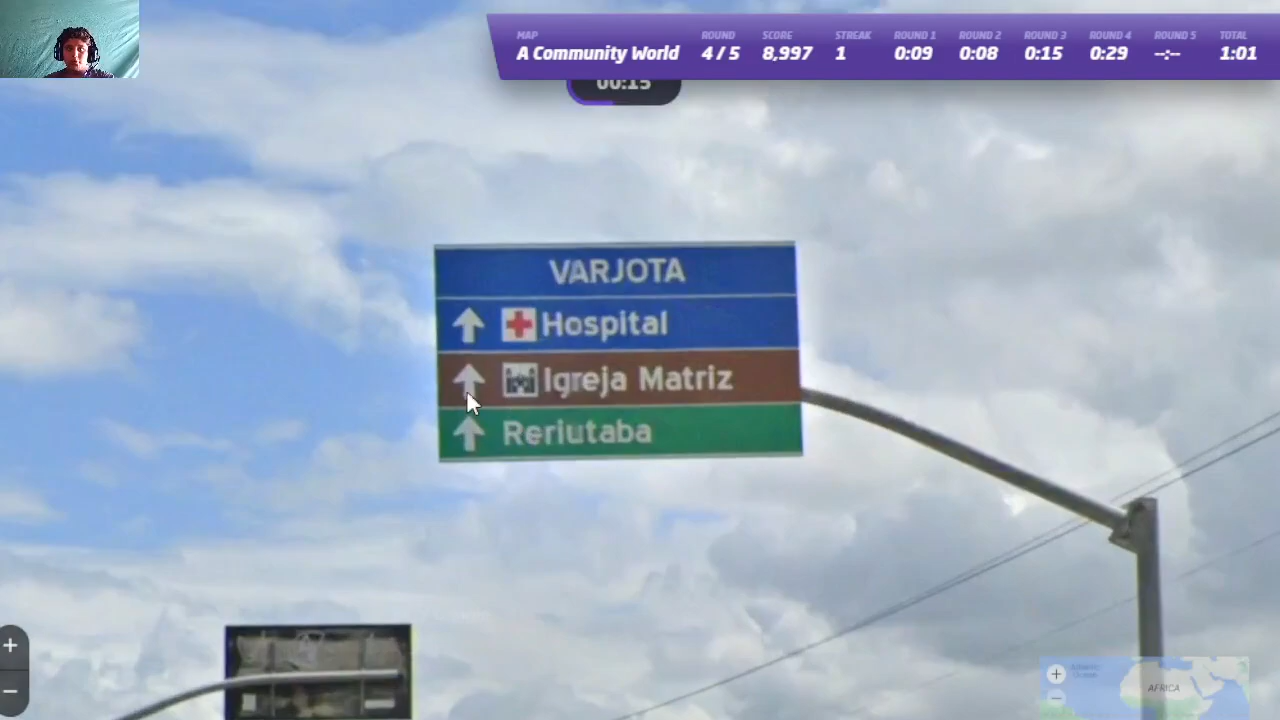 MAP
A Community World
ROUND
4 / 5
SCORE
8,997
STREAK
1
ROUND 1
0:09
ROUND 2
0:08
ROUND 3
0:15
ROUND 4
0:29
ROUND 5
--:--
TOTAL
1:01
00:15
VARJOTA
Hospital
Igreja Matriz
Reriutaba
+
−
+
−
Atlantic
Ocean
AFRICA